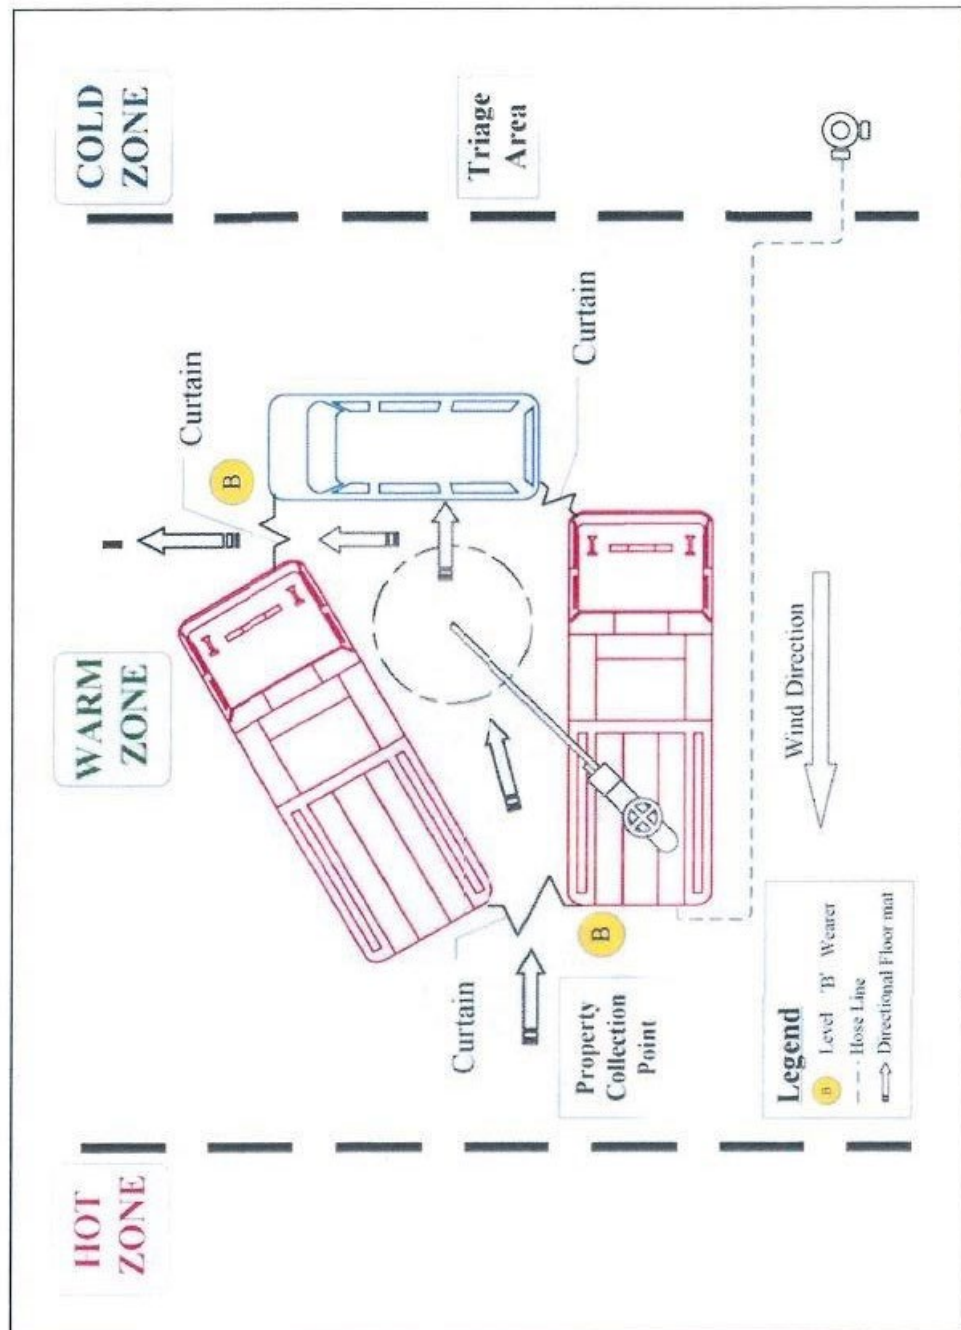 HOT
ZONE
WARM
ZONE
COLD
ZONE
Curtain
B
Triage
Area
Curtain
Curtain
B
Property
Collection
Point
Wind Direction
Legend
B Level 'B' Wearer
Hose Line
Directional Floor mat